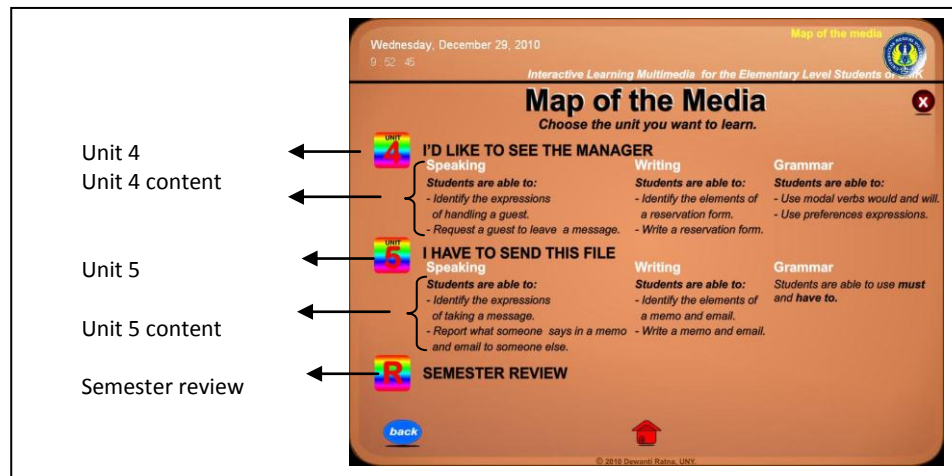 Map of the media
Wednesday, December 29, 2010
9 : 52 : 45
Interactive Learning Multimedia for the Elementary Level Students of SMK
Map of the Media
X
Choose the unit you want to learn.
Unit 4
UNIT
4
I'D LIKE TO SEE THE MANAGER
Unit 4 content
Speaking
Students are able to:
- Identify the expressions
of handling a guest.
- Request a guest to leave a message.
Writing
Students are able to:
- Identify the elements of
a reservation form.
- Write a reservation form.
Grammar
Students are able to:
- Use modal verbs would and will.
- Use preferences expressions.
Unit 5
UNIT
5
I HAVE TO SEND THIS FILE
Unit 5 content
Speaking
Students are able to:
- Identify the expressions
of taking a message.
- Report what someone says in a memo
and email to someone else.
Writing
Students are able to:
- Identify the elements of
a memo and email.
- Write a memo and email.
Grammar
Students are able to use must
and have to.
Semester review
R
SEMESTER REVIEW
back
© 2010 Dewanti Ratna, UNY.